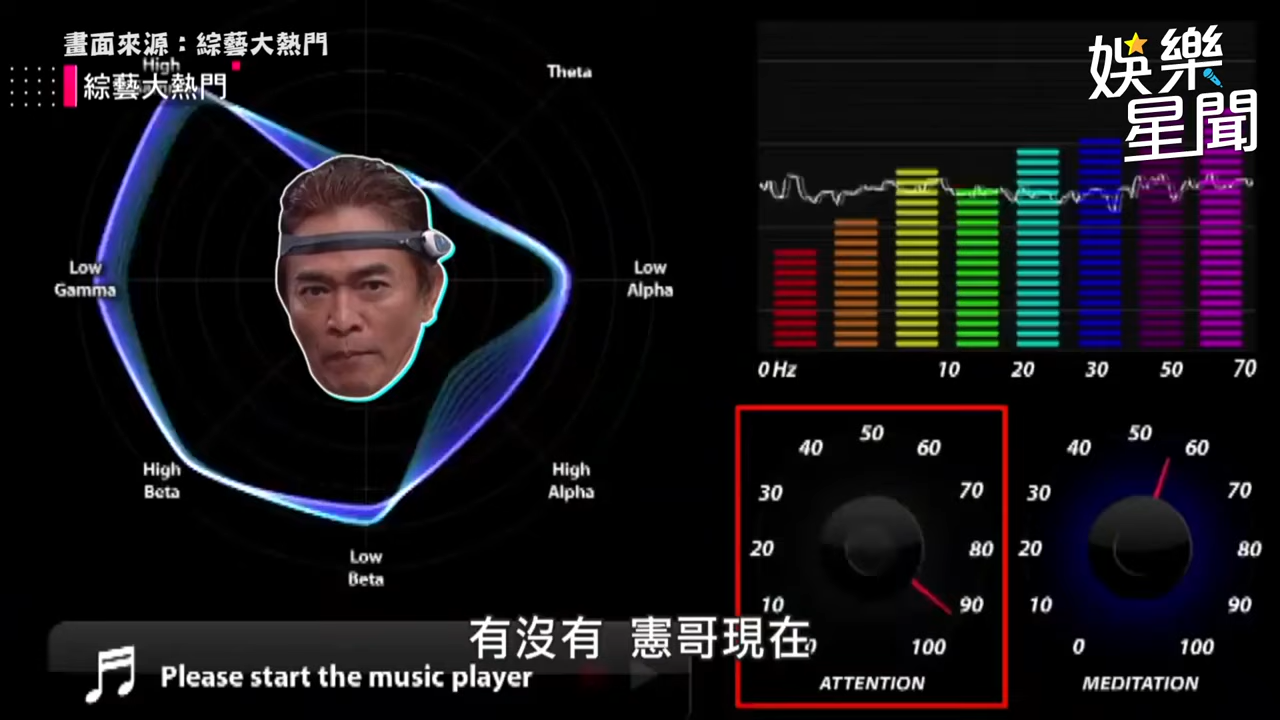 畫面來源:綜藝大熱門
綜藝大熱門
娛樂
星聞
High
Theta
Low
Gamma
Low
Alpha
High
Beta
High
Alpha
Low
Beta
0 Hz 10 20 30 50 70
0 10 20 30 40 50 60 70 80 90 100
ATTENTION
0 10 20 30 40 50 60 70 80 90 100
MEDITATION
有沒有 憲哥現在
Please start the music player